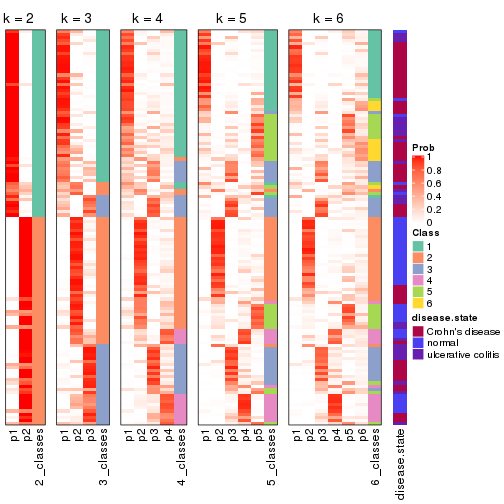 k = 2
k = 3
k = 4
k = 5
k = 6
p1
p2
2_classes
p1
p2
p3
3_classes
p1
p2
p3
p4
4_classes
p1
p2
p3
p4
p5
5_classes
p1
p2
p3
p4
p5
p6
6_classes
disease.state
Prob
1
0.8
0.6
0.4
0.2
0
Class
1
2
3
4
5
6
disease.state
Crohn's disease
normal
ulcerative colitis